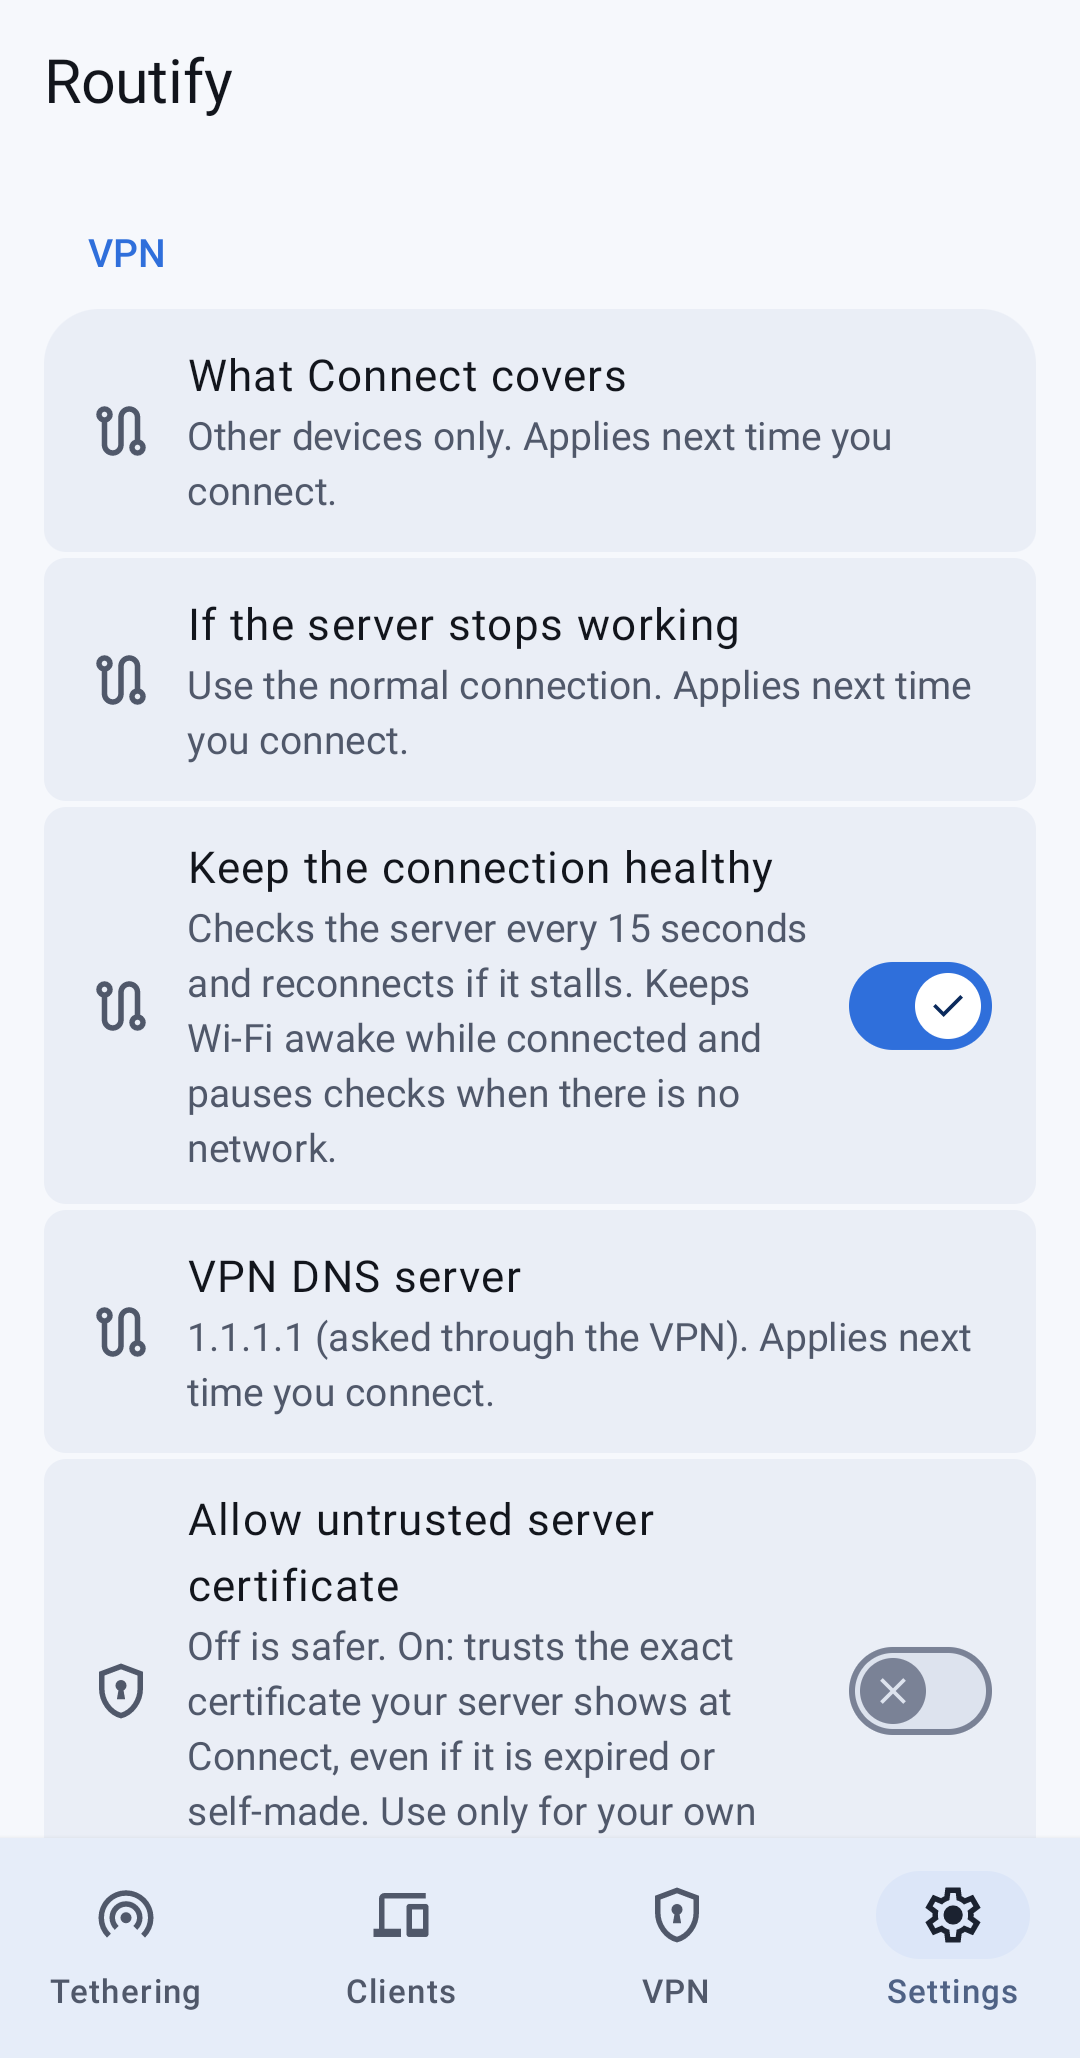 Routify
VPN
What Connect covers
Other devices only. Applies next time you
connect.
If the server stops working
Use the normal connection. Applies next time
you connect.
Keep the connection healthy
Checks the server every 15 seconds
and reconnects if it stalls. Keeps
Wi-Fi awake while connected and
pauses checks when there is no
network.
VPN DNS server
1.1.1.1 (asked through the VPN). Applies next
time you connect.
Allow untrusted server
certificate
Off is safer. On: trusts the exact
certificate your server shows at
Connect, even if it is expired or
self-made. Use only for your own
Tethering
Clients
VPN
Settings